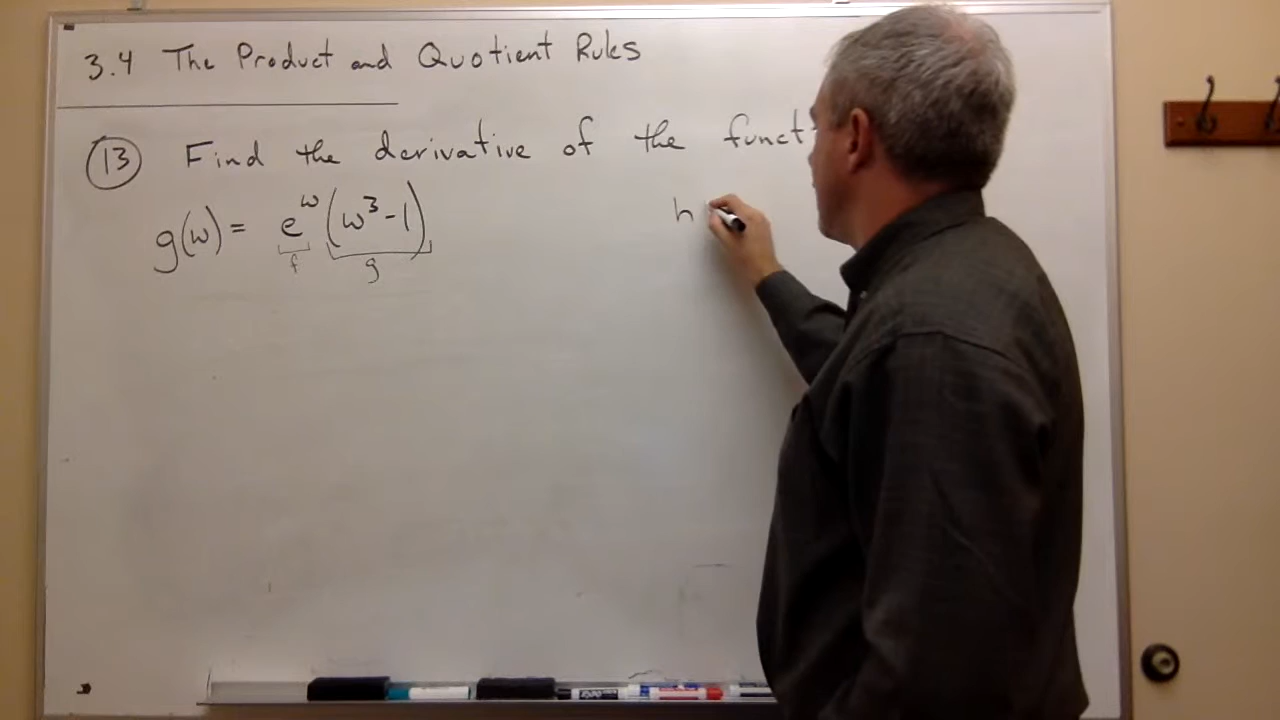 3.4 The Product and Quotient Rules
13 Find the derivative of the funct
g(w) = e^w (w^3 - 1)
f g
h